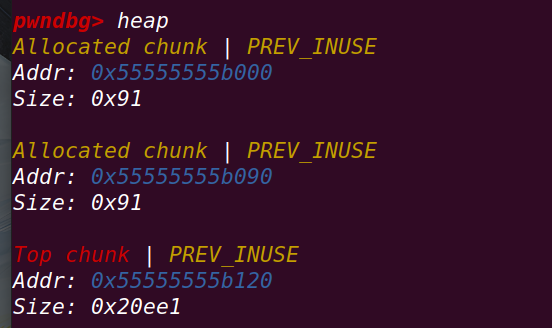 pwndbg> heap
Allocated chunk | PREV_INUSE
Addr: 0x55555555b000
Size: 0x91
Allocated chunk | PREV_INUSE
Addr: 0x55555555b090
Size: 0x91
Top chunk | PREV_INUSE
Addr: 0x55555555b120
Size: 0x20ee1